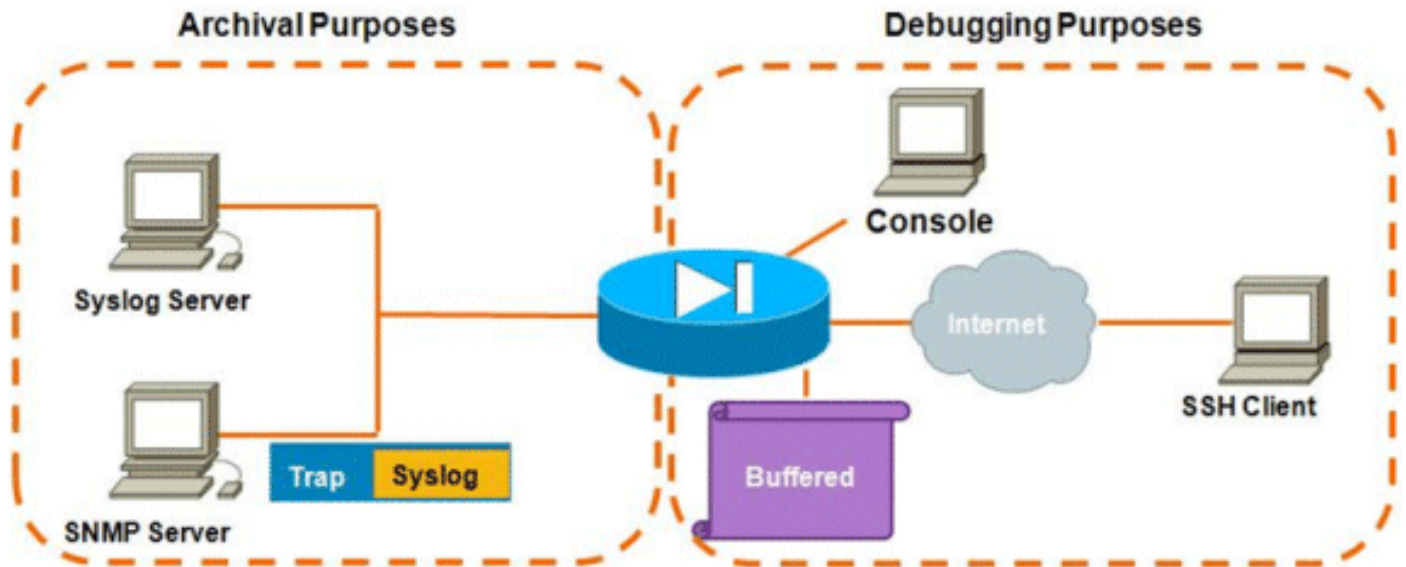 Archival Purposes
Debugging Purposes
Syslog Server
SNMP Server
Trap
Syslog
Console
Internet
SSH Client
Buffered